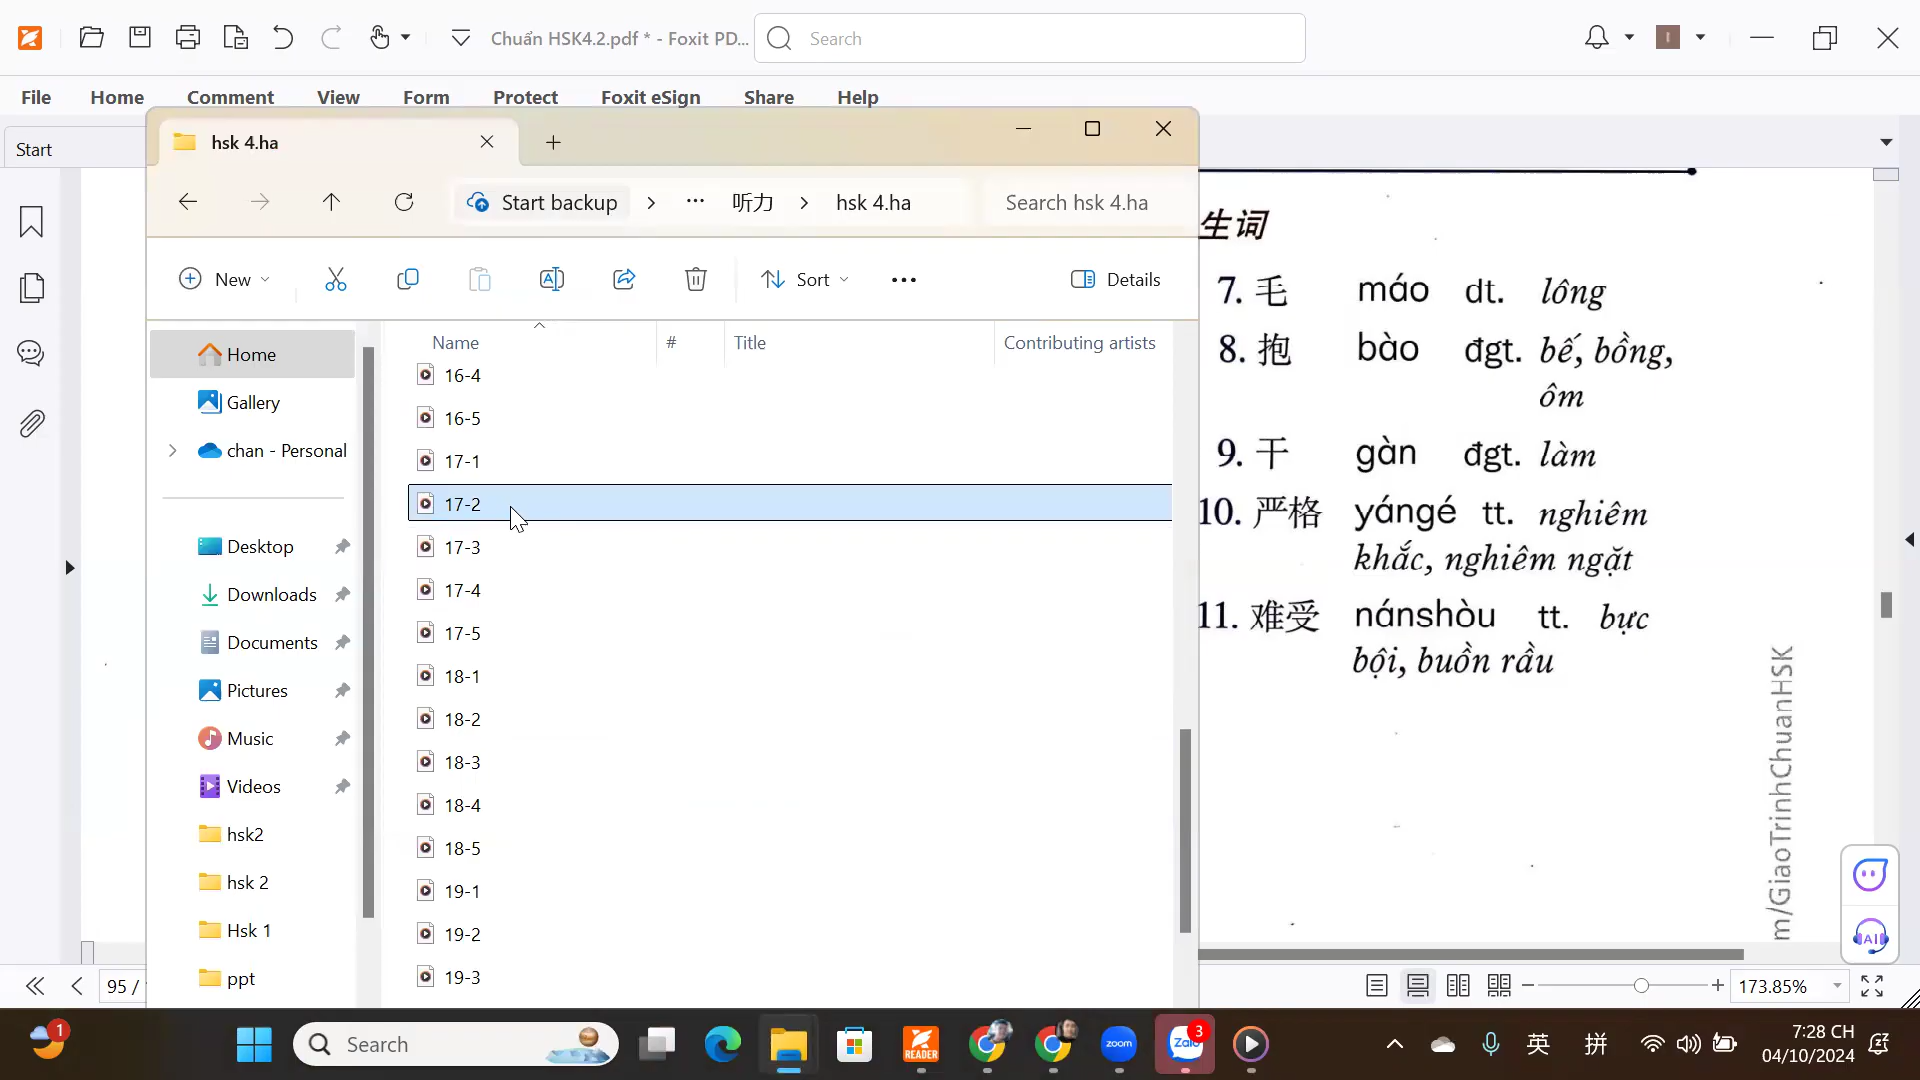 Chuẩn HSK4.2.pdf * - Foxit PD...
Search
File Home Comment View Form Protect Foxit eSign Share Help
Start
hsk 4.ha
Start backup > ... 听力 > hsk 4.ha
Search hsk 4.ha
New
Sort
Details
Home
Gallery
chan - Personal
Desktop
Downloads
Documents
Pictures
Music
Videos
hsk2
hsk 2
Hsk 1
ppt
Name # Title Contributing artists
16-4
16-5
17-1
17-2
17-3
17-4
17-5
18-1
18-2
18-3
18-4
18-5
19-1
19-2
19-3
生词
7. 毛 máo dt. lông
8. 抱 bào đgt. bế, bồng,
ôm
9. 干 gàn đgt. làm
10. 严格 yángé tt. nghiêm
khắc, nghiêm ngặt
11. 难受 nánshòu tt. bực
bội, buồn rầu
m/GiaoTrinhChuanHSK
AI
95 /
173.85%
1
Search
READER
zoom
Zalo
3
英
拼
7:28 CH
04/10/2024